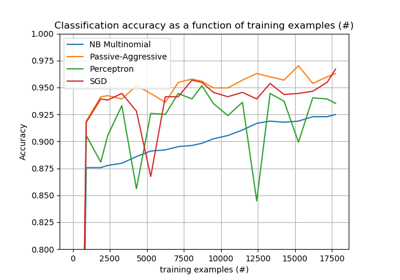 Classification accuracy as a function of training examples (#)
NB Multinomial
Passive-Aggressive
Perceptron
SGD
Accuracy
1.000
0.975
0.950
0.925
0.900
0.875
0.850
0.825
0.800
0 2500 5000 7500 10000 12500 15000 17500
training examples (#)